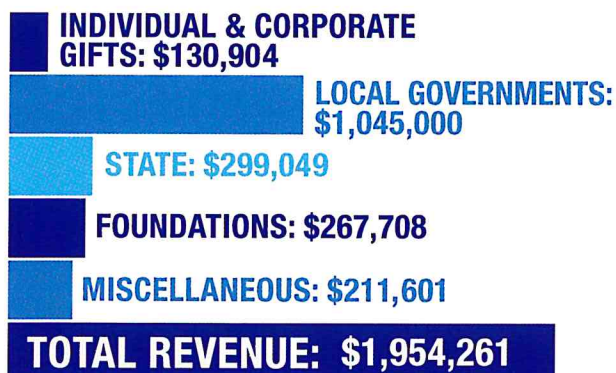 INDIVIDUAL & CORPORATE
GIFTS: $130,904
LOCAL GOVERNMENTS:
$1,045,000
STATE: $299,049
FOUNDATIONS: $267,708
MISCELLANEOUS: $211,601
TOTAL REVENUE: $1,954,261